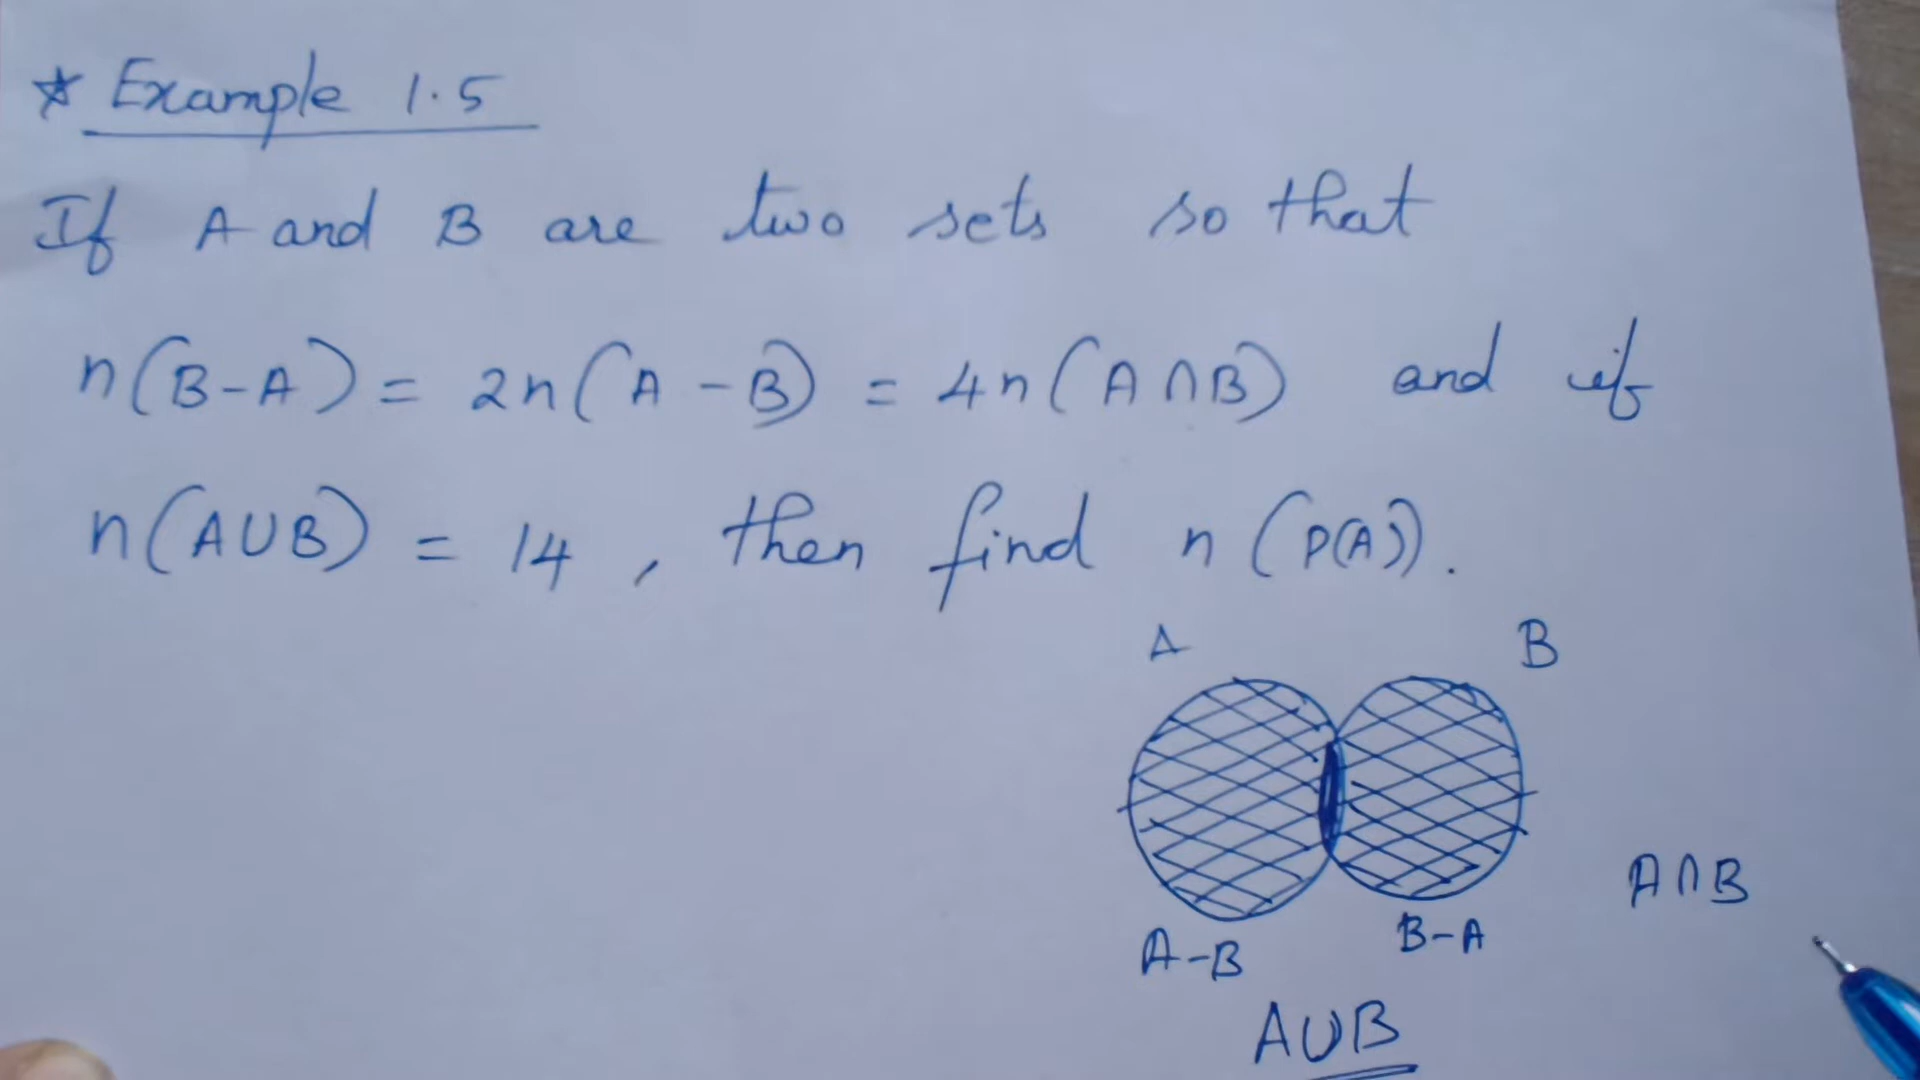 * Example 1.5
If A and B are two sets so that
n(B-A) = 2n(A-B) = 4n(A∩B) and if
n(A∪B) = 14, then find n(P(A)).
A B
A∩B
A-B B-A
A∪B